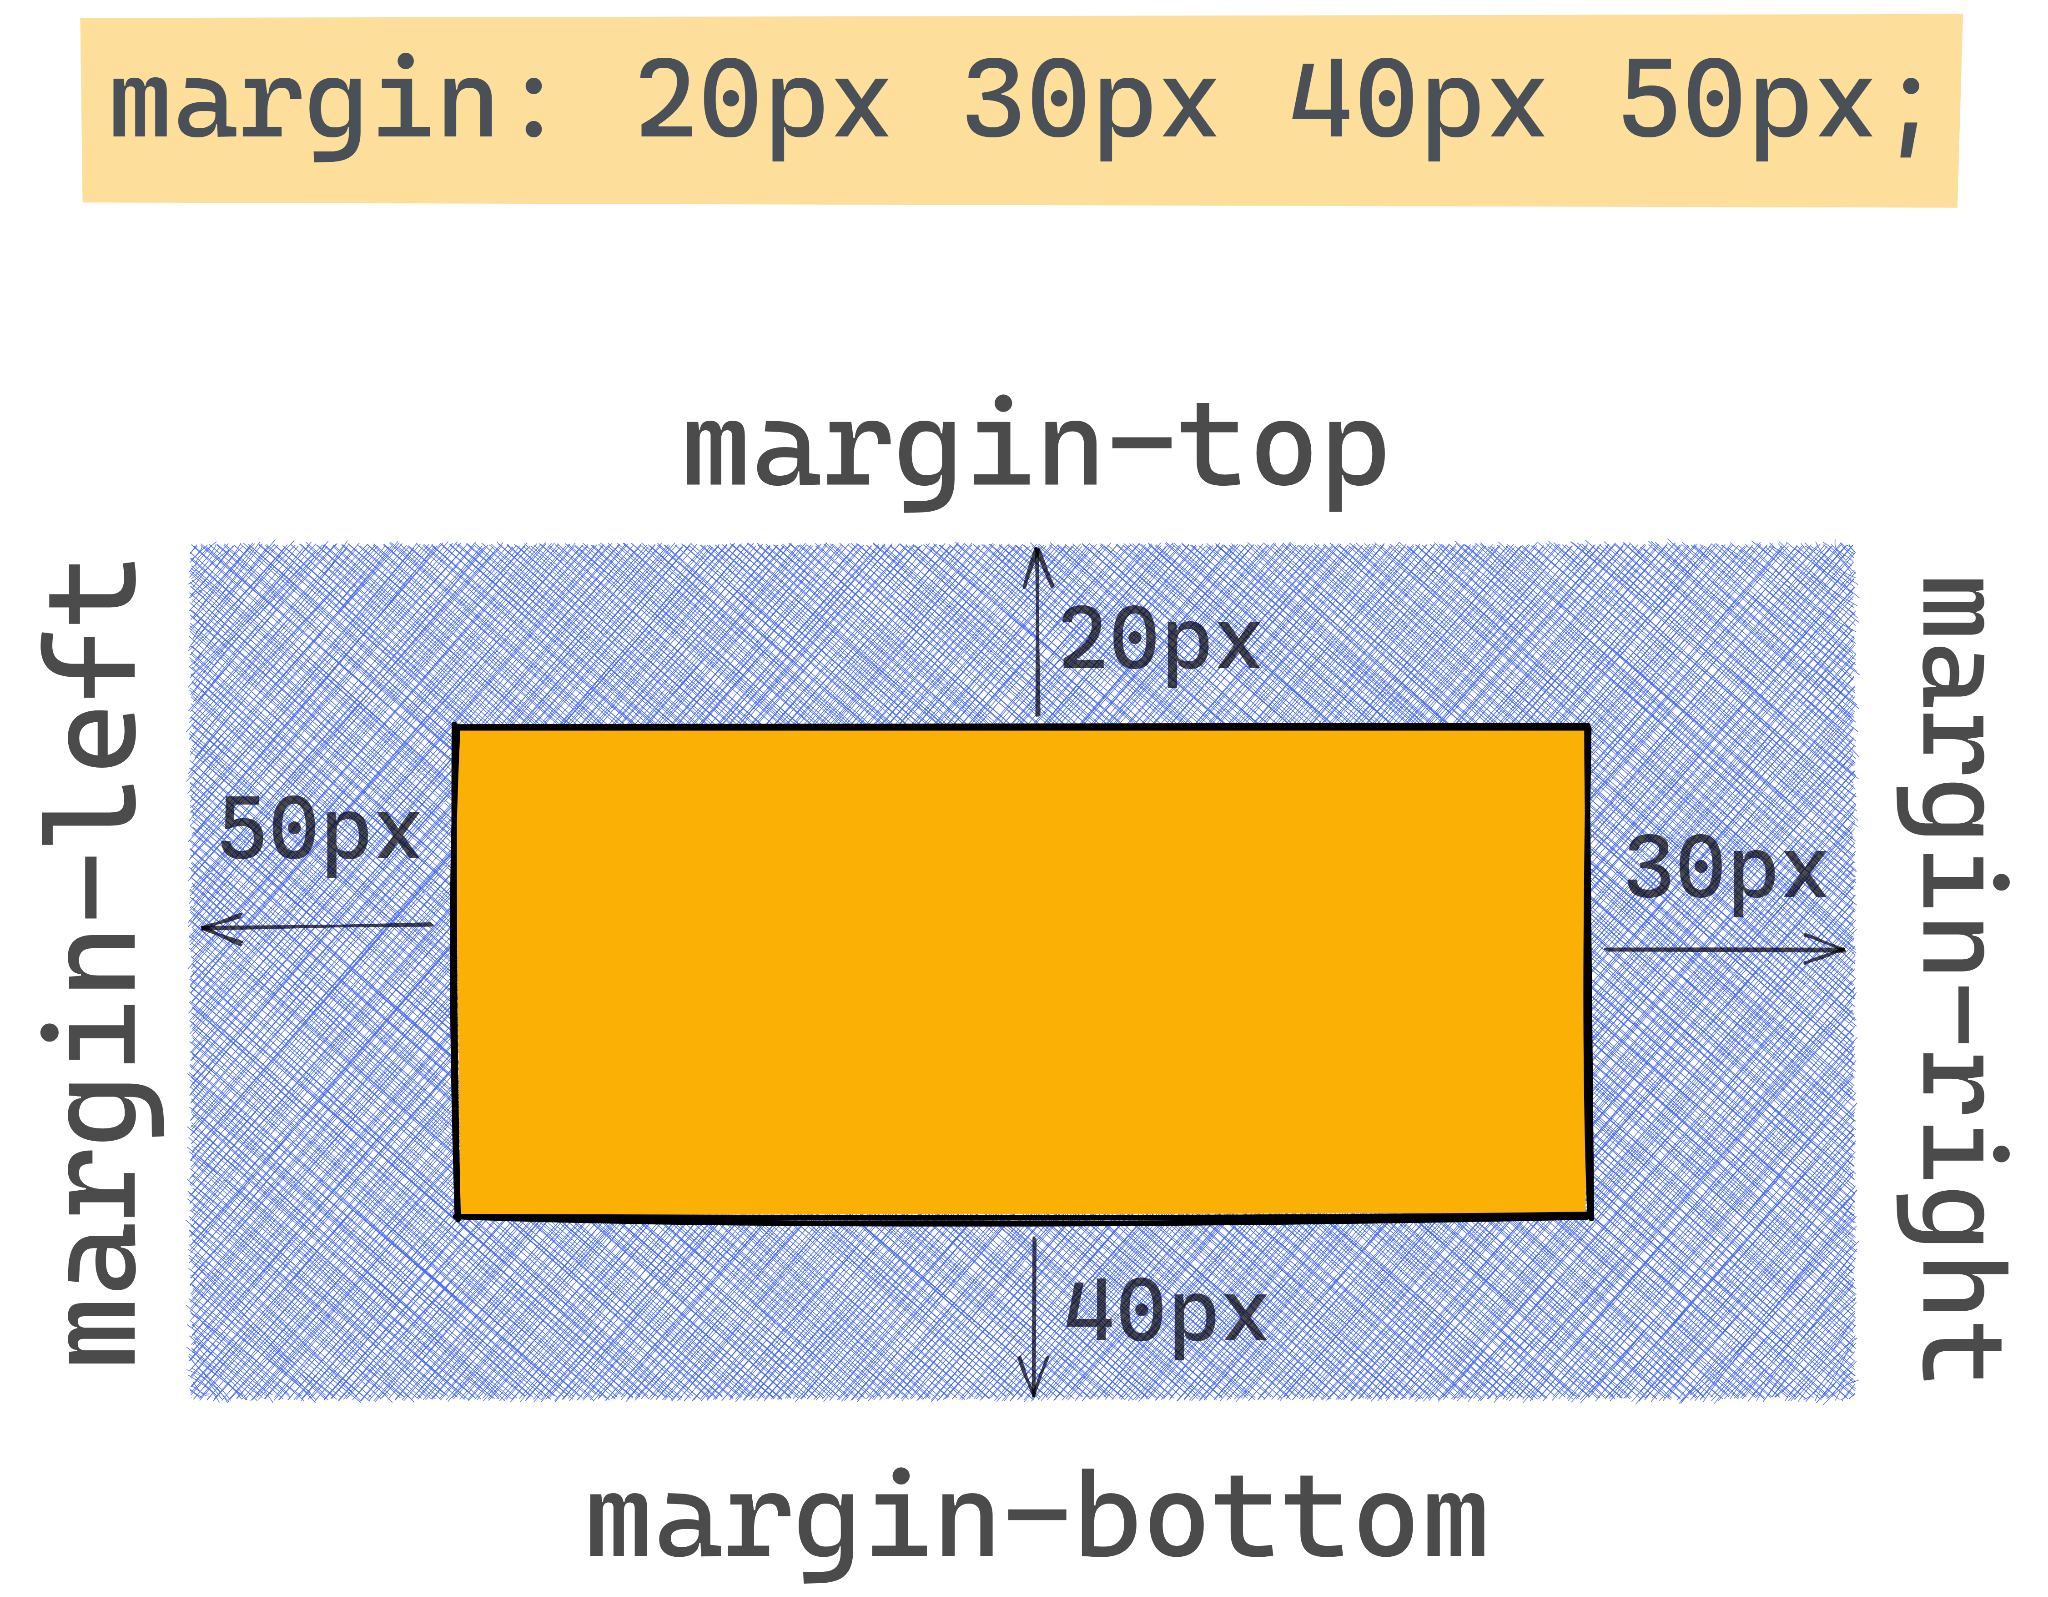 margin: 20px 30px 40px 50px;
margin-top
20px
margin-left
50px
30px
margin-right
40px
margin-bottom